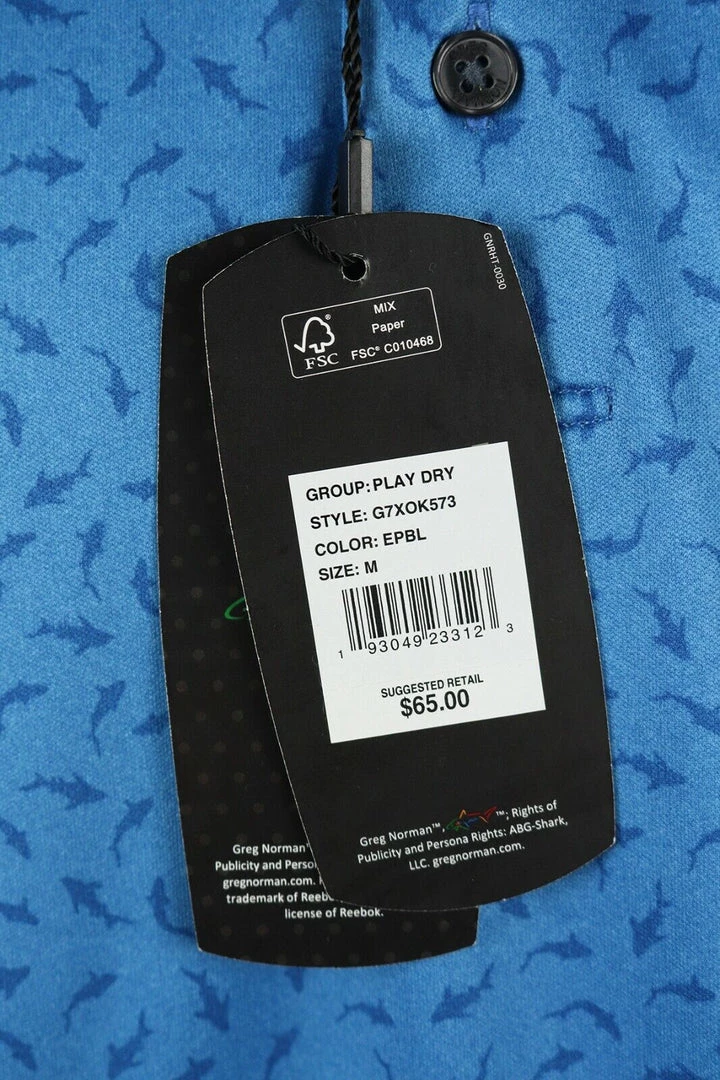 GNRHT-0030
MIX
Paper
FSC® C010468
FSC
®
GROUP: PLAY DRY
STYLE: G7XOK573
COLOR: EPBL
SIZE: M
1 93049 23312 3
SUGGESTED RETAIL
$65.00
Greg Norman™, ™; Rights of
Publicity and Persona Rights: ABG-Shark,
LLC. gregnorman.com.
Greg Norman
Publicity and
gregnorman.com.
trademark of
license of Reebok.